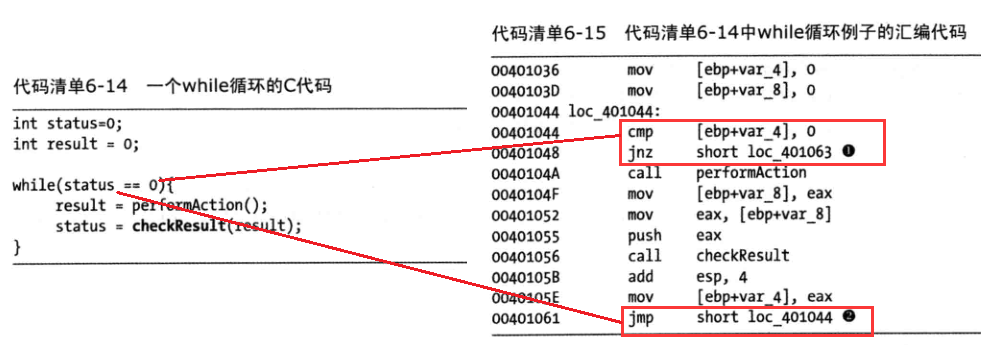 代码清单6-14 一个while循环的C代码
int status=0;
int result = 0;
while(status == 0){
result = performAction();
status = checkResult(result);
}
代码清单6-15 代码清单6-14中while循环例子的汇编代码
00401036 mov [ebp+var_4], 0
0040103D mov [ebp+var_8], 0
00401044 loc_401044:
00401044 cmp [ebp+var_4], 0
00401048 jnz short loc_401063 ❶
0040104A call performAction
0040104F mov [ebp+var_8], eax
00401052 mov eax, [ebp+var_8]
00401055 push eax
00401056 call checkResult
0040105B add esp, 4
0040105E mov [ebp+var_4], eax
00401061 jmp short loc_401044 ❷